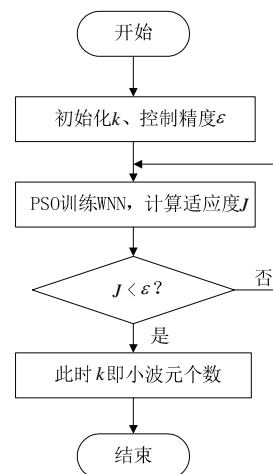 开始
初始化k、控制精度ε
PSO训练WNN，计算适应度J
J < ε？
否
是
此时k即小波元个数
结束